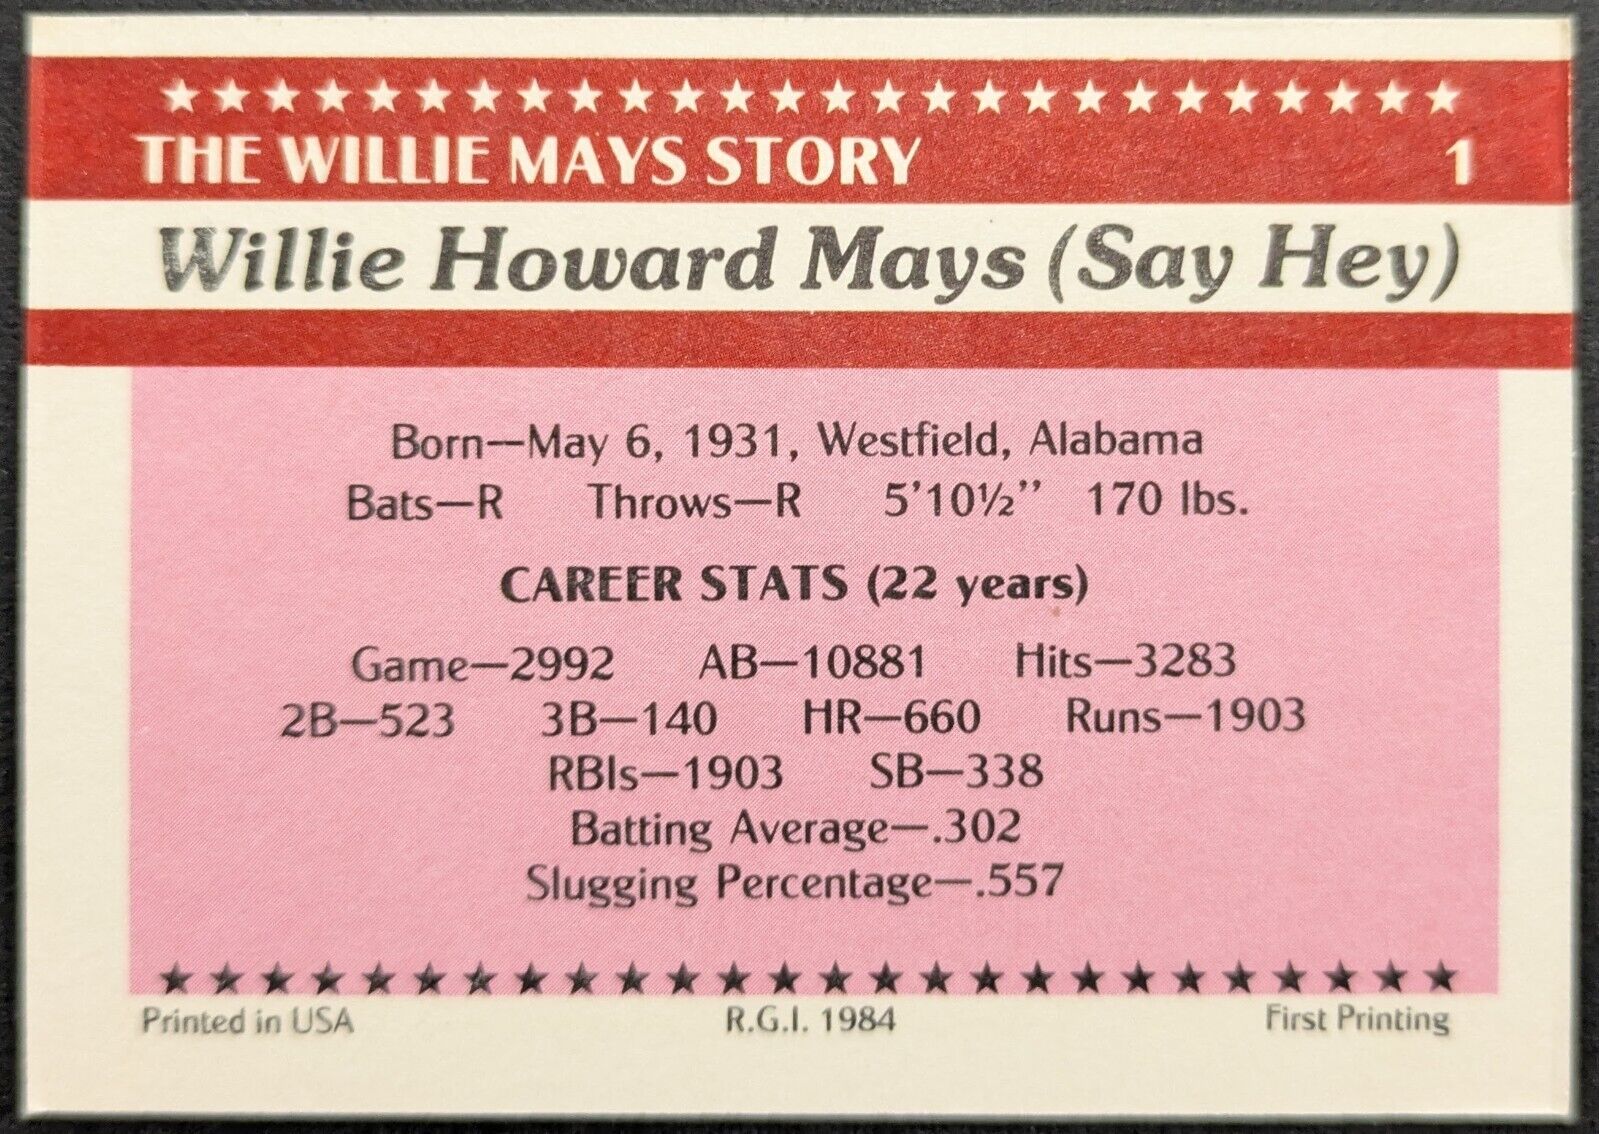 THE WILLIE MAYS STORY 1
Willie Howard Mays (Say Hey)
Born—May 6, 1931, Westfield, Alabama
Bats—R Throws—R 5'10½" 170 lbs.
CAREER STATS (22 years)
Game—2992 AB—10881 Hits—3283
2B—523 3B—140 HR—660 Runs—1903
RBIs—1903 SB—338
Batting Average—.302
Slugging Percentage—.557
Printed in USA R.G.I. 1984 First Printing